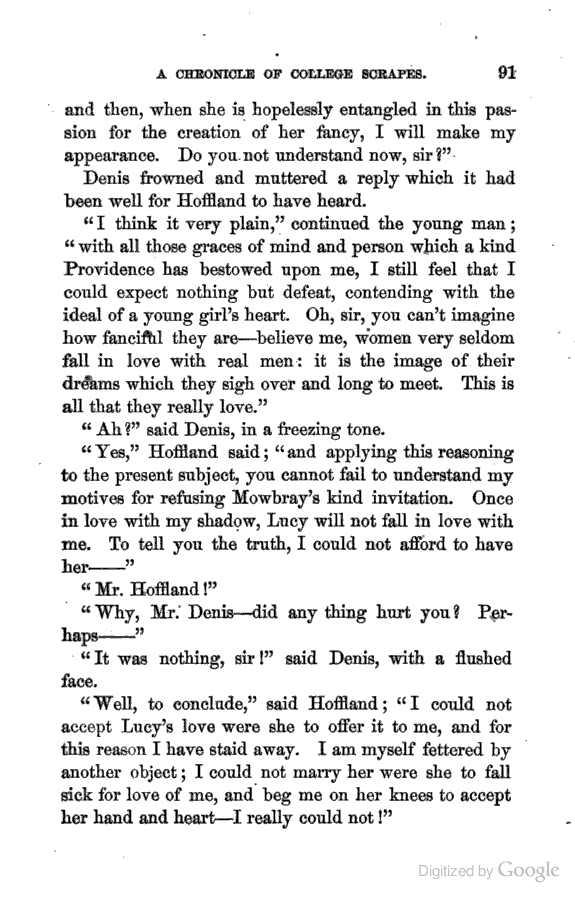 A CHRONICLE OF COLLEGE SCRAPES. 91
and then, when she is hopelessly entangled in this pas-
sion for the creation of her fancy, I will make my
appearance. Do you not understand now, sir?"
Denis frowned and muttered a reply which it had
been well for Hoffland to have heard.
"I think it very plain," continued the young man;
"with all those graces of mind and person which a kind
Providence has bestowed upon me, I still feel that I
could expect nothing but defeat, contending with the
ideal of a young girl's heart. Oh, sir, you can't imagine
how fanciful they are—believe me, women very seldom
fall in love with real men: it is the image of their
dreams which they sigh over and long to meet. This is
all that they really love."
"Ah?" said Denis, in a freezing tone.
"Yes," Hoffland said; "and applying this reasoning
to the present subject, you cannot fail to understand my
motives for refusing Mowbray's kind invitation. Once
in love with my shadow, Lucy will not fall in love with
me. To tell you the truth, I could not afford to have
her——"
"Mr. Hoffland!"
"Why, Mr. Denis—did any thing hurt you? Per-
haps——"
"It was nothing, sir!" said Denis, with a flushed
face.
"Well, to conclude," said Hoffland; "I could not
accept Lucy's love were she to offer it to me, and for
this reason I have staid away. I am myself fettered by
another object; I could not marry her were she to fall
sick for love of me, and beg me on her knees to accept
her hand and heart—I really could not!"
Digitized by Google